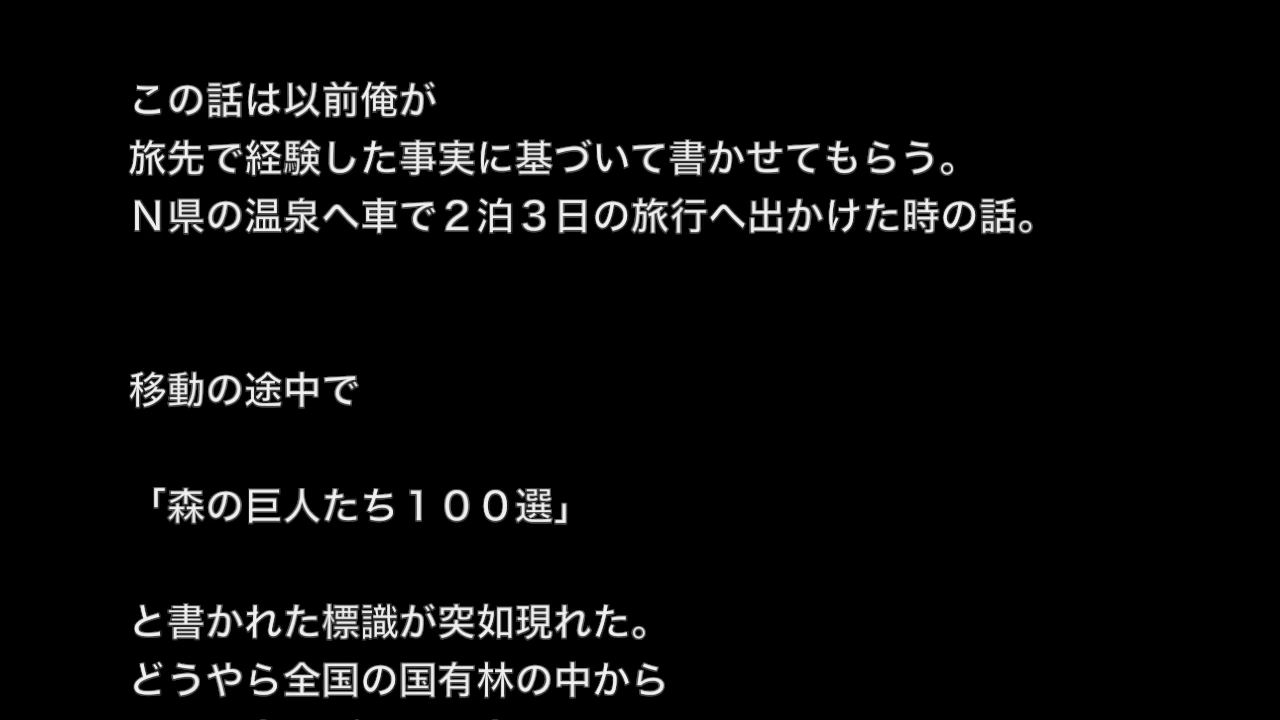 この話は以前俺が
旅先で経験した事実に基づいて書かせてもらう。
Ｎ県の温泉へ車で２泊３日の旅行へ出かけた時の話。
移動の途中で
「森の巨人たち１００選」
と書かれた標識が突如現れた。
どうやら全国の国有林の中から